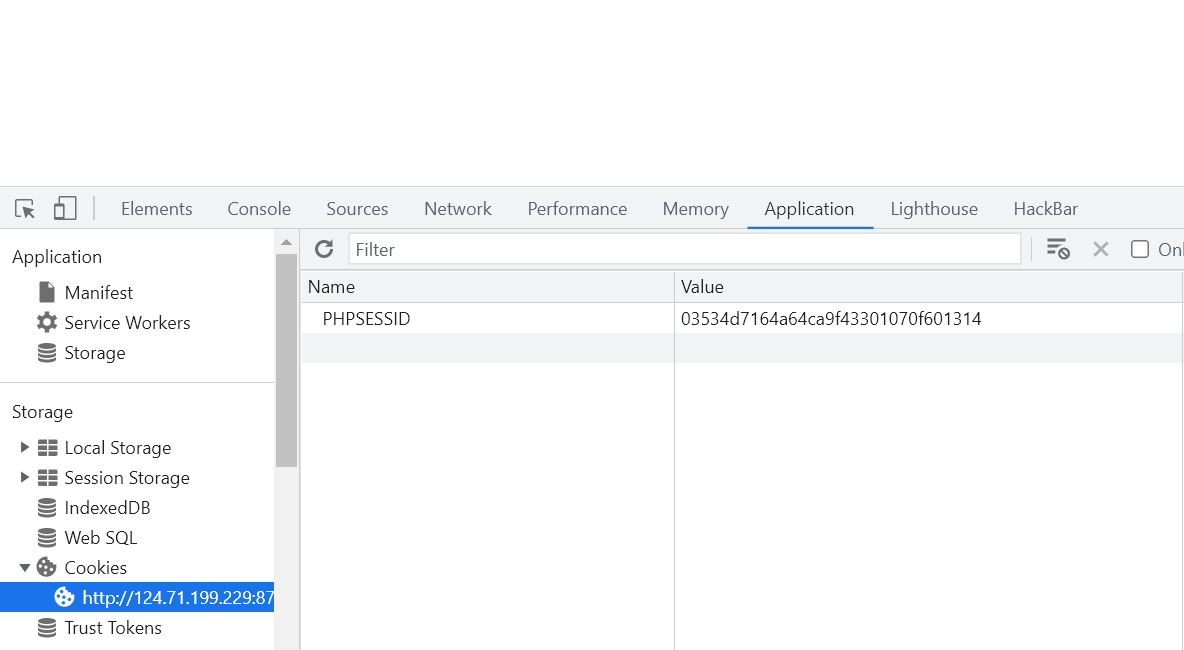 Elements Console Sources Network Performance Memory Application Lighthouse HackBar
Application
Manifest
Service Workers
Storage
Storage
Local Storage
Session Storage
IndexedDB
Web SQL
Cookies
http://124.71.199.229:87
Trust Tokens
Filter
Onl
Name Value
PHPSESSID 03534d7164a64ca9f43301070f601314